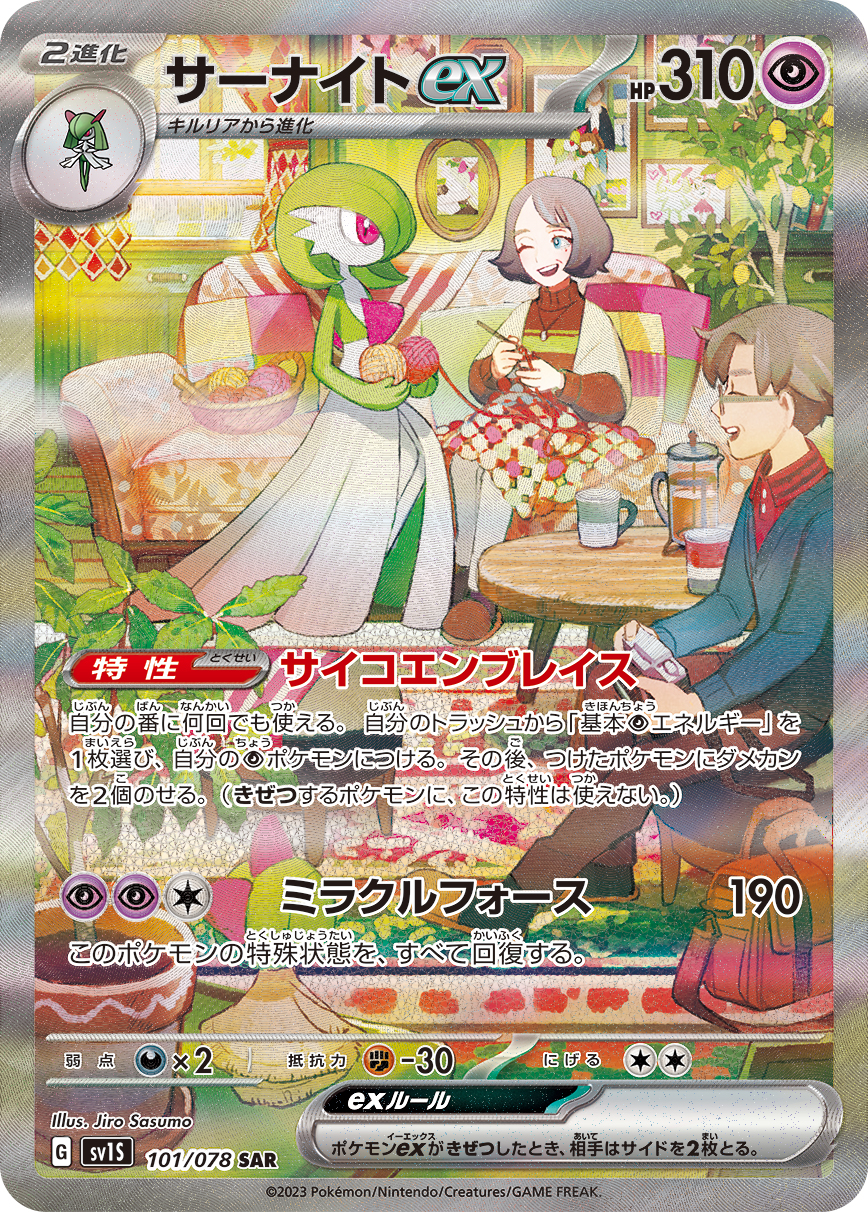 2進化
サーナイトex
HP310
キルリアから進化
特性 とくせい サイコエンブレイス
自分の番に何回でも使える。自分のトラッシュから「基本エネルギー」を
1枚選び、自分のポケモンにつける。その後、つけたポケモンにダメカン
を2個のせる。(きぜつするポケモンに、この特性は使えない。)
ミラクルフォース 190
このポケモンの特殊状態を、すべて回復する。
弱点 ×2 抵抗力 -30 にげる
exルール
ポケモンexがきぜつしたとき、相手はサイドを2枚とる。
Illus. Jiro Sasumo
G sv1S 101/078 SAR
©2023 Pokémon/Nintendo/Creatures/GAME FREAK.